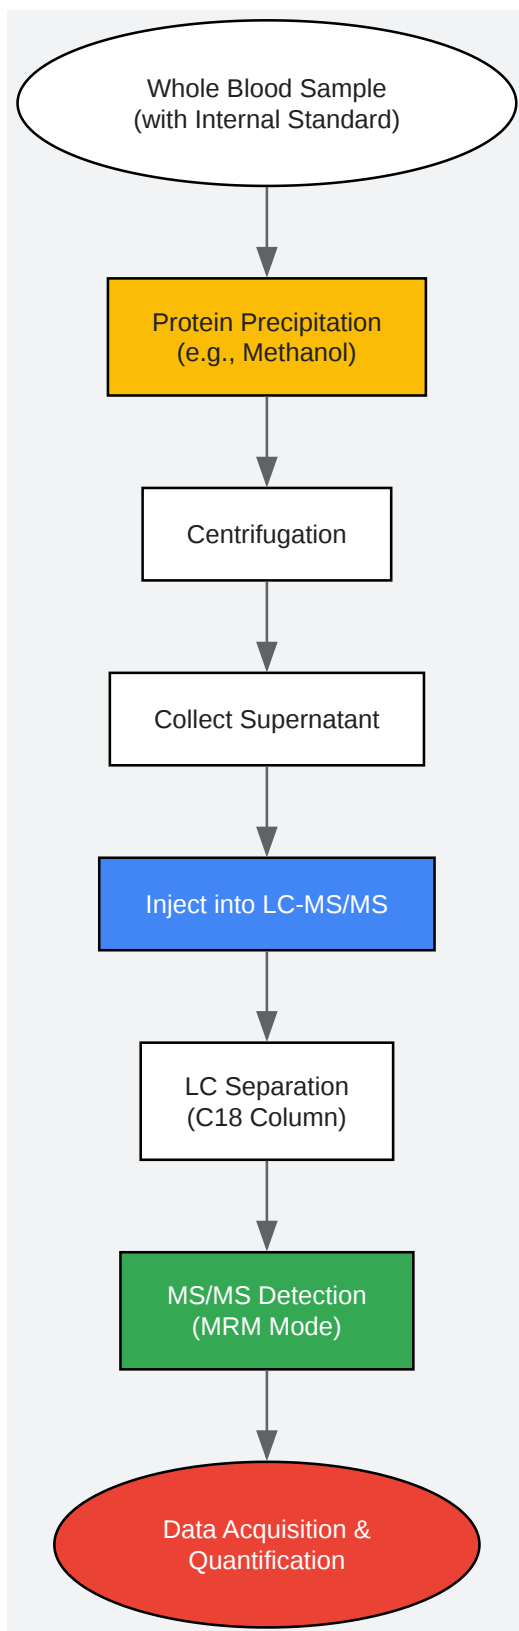 Whole Blood Sample
(with Internal Standard)
Protein Precipitation
(e.g., Methanol)
Centrifugation
Collect Supernatant
Inject into LC-MS/MS
LC Separation
(C18 Column)
MS/MS Detection
(MRM Mode)
Data Acquisition &
Quantification